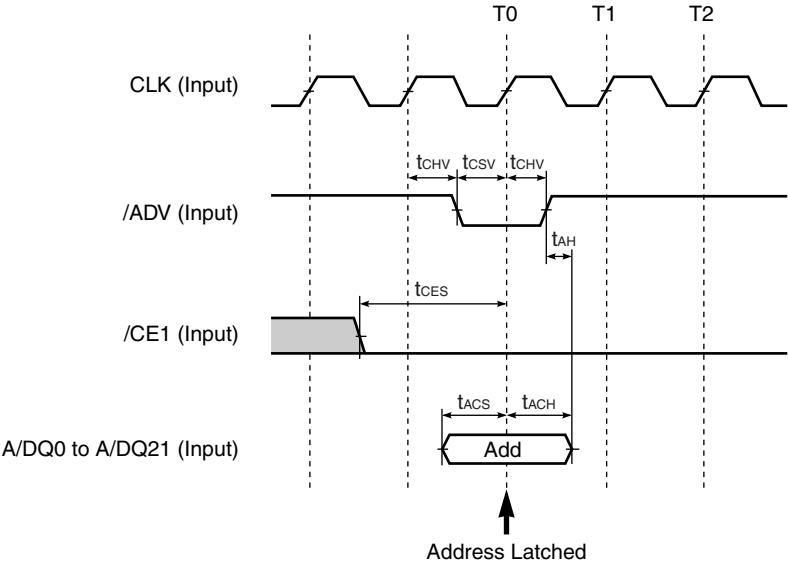 T0 T1 T2
CLK (Input)
tCHV tCSV tCHV
/ADV (Input)
tAH
tCES
/CE1 (Input)
tACS tACH
A/DQ0 to A/DQ21 (Input)
Add
Address Latched